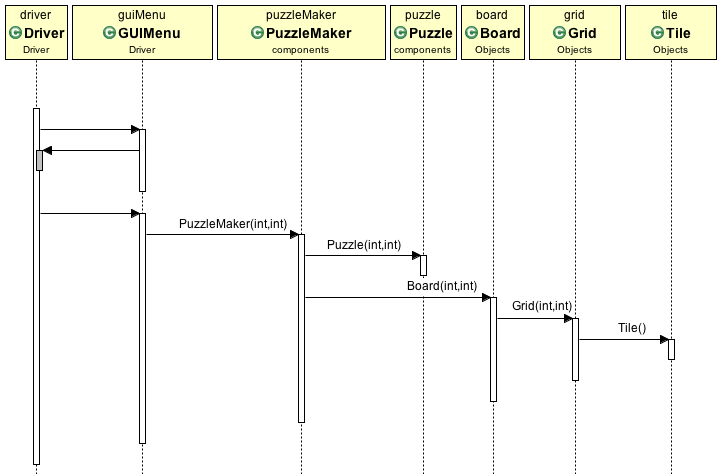 driver
C Driver
Driver
guiMenu
C GUIMenu
Driver
puzzleMaker
C PuzzleMaker
components
puzzle
C Puzzle
components
board
C Board
Objects
grid
C Grid
Objects
tile
C Tile
Objects
PuzzleMaker(int,int)
Puzzle(int,int)
Board(int,int)
Grid(int,int)
Tile()